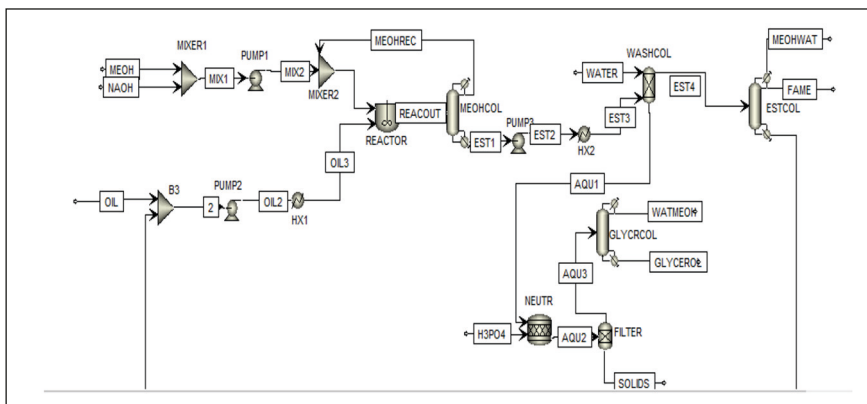 MEOHREC
MEOHWAT
MIXER1
WASHCOL
PUMP1
MEOH
MIX2
WATER
NAOH
MIX1
MIXER2
EST4
FAME
REACOUT
MEOHCOL
PUMP3
EST2
ESTCOL
REACTOR
EST1
EST3
HX2
OIL3
B3
PUMP2
AQU1
OIL
2
OIL2
HX1
WATMEOH
GLYCRCOL
GLYCEROL
AQU3
NEUTR
H3PO4
AQU2
FILTER
SOLIDS